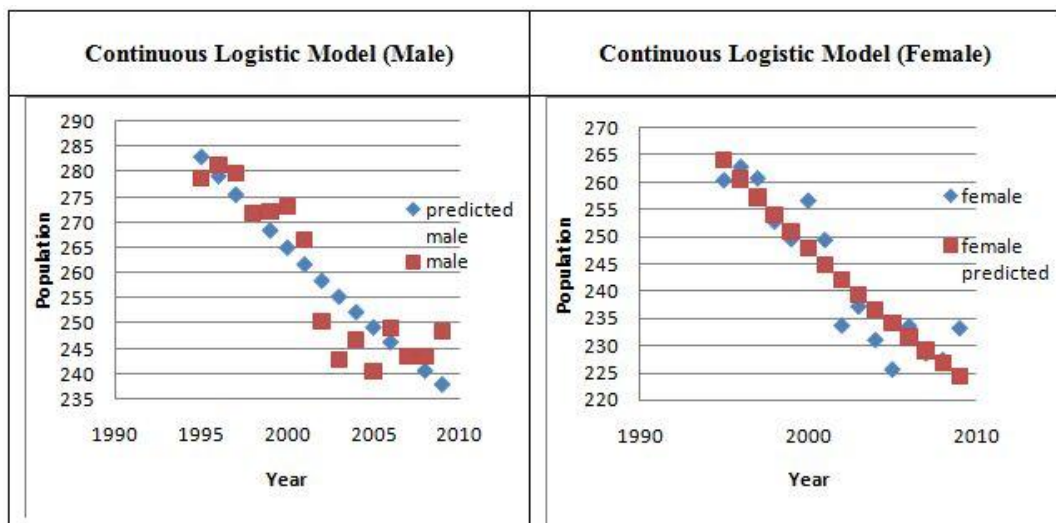 Continuous Logistic Model (Male)
Continuous Logistic Model (Female)
290
285
280
275
270
265
260
255
250
245
240
235
Population
1990
1995
2000
2005
2010
Year
predicted
male
male
270
265
260
255
250
245
240
235
230
225
220
Population
1990
2000
2010
Year
female
female
predicted